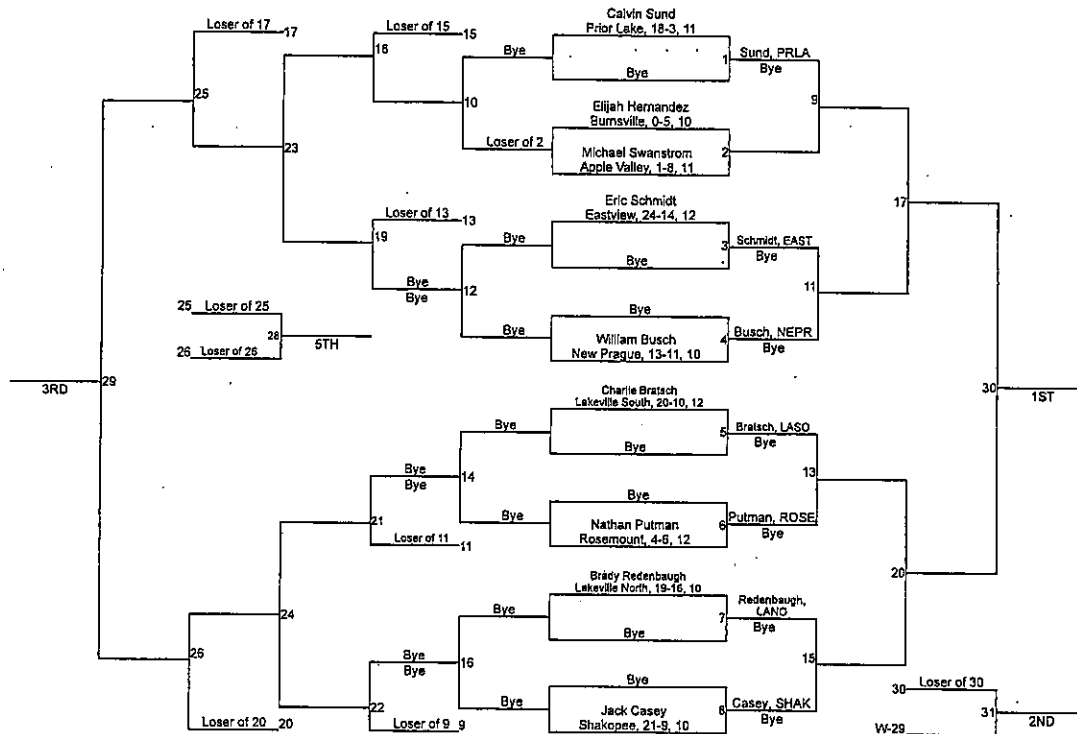 Calvin Sund
Prior Lake, 18-3, 11
Loser of 17 17
Loser of 15 15
Bye
1
Sund, PRLA
Bye
Bye
25
10
9
Elijah Hernandez
Burnsville, 0-5, 10
Loser of 2
Michael Swanstrom
Apple Valley, 1-8, 11
2
23
17
Eric Schmidt
Eastview, 24-14, 12
Loser of 13 13
19
Bye
3
Schmidt, EAST
Bye
Bye
Bye
Bye
12
11
25 Loser of 25
28
5TH
26 Loser of 26
Bye
Bye
William Busch
New Prague, 13-11, 10
4
Busch, NEPR
Bye
3RD
29
30
1ST
Charlie Bratsch
Lakeville South, 20-10, 12
Bye
5
Bratsch, LASO
Bye
Bye
Bye
Bye
14
13
21
Loser of 11 11
Bye
Bye
Nathan Putman
Rosemount, 4-6, 12
6
Putman, ROSE
Bye
20
Brady Redenbaugh
Lakeville North, 19-16, 10
24
Bye
7
Redenbaugh,
LANO
Bye
Bye
26
Bye
Bye
16
15
22
Bye
Bye
Jack Casey
Shakopee, 21-9, 10
8
Casey, SHAK
Bye
Loser of 20 20
Loser of 9 9
30 Loser of 30
31
2ND
W-29